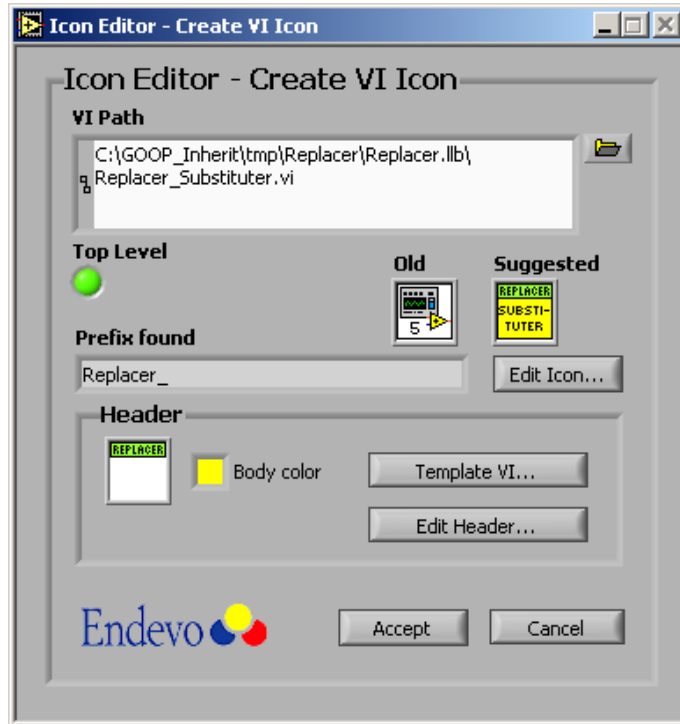 Icon Editor - Create VI Icon
Icon Editor - Create VI Icon
VI Path
C:\GOOP_Inherit\tmp\Replacer\Replacer.llb\
Replacer_Substituter.vi
Top Level
Old
Suggested
5
REPLACER
SUBSTI-
TUTER
Prefix found
Replacer_
Edit Icon...
Header
REPLACER
Body color
Template VI...
Edit Header...
Endevo
Accept
Cancel